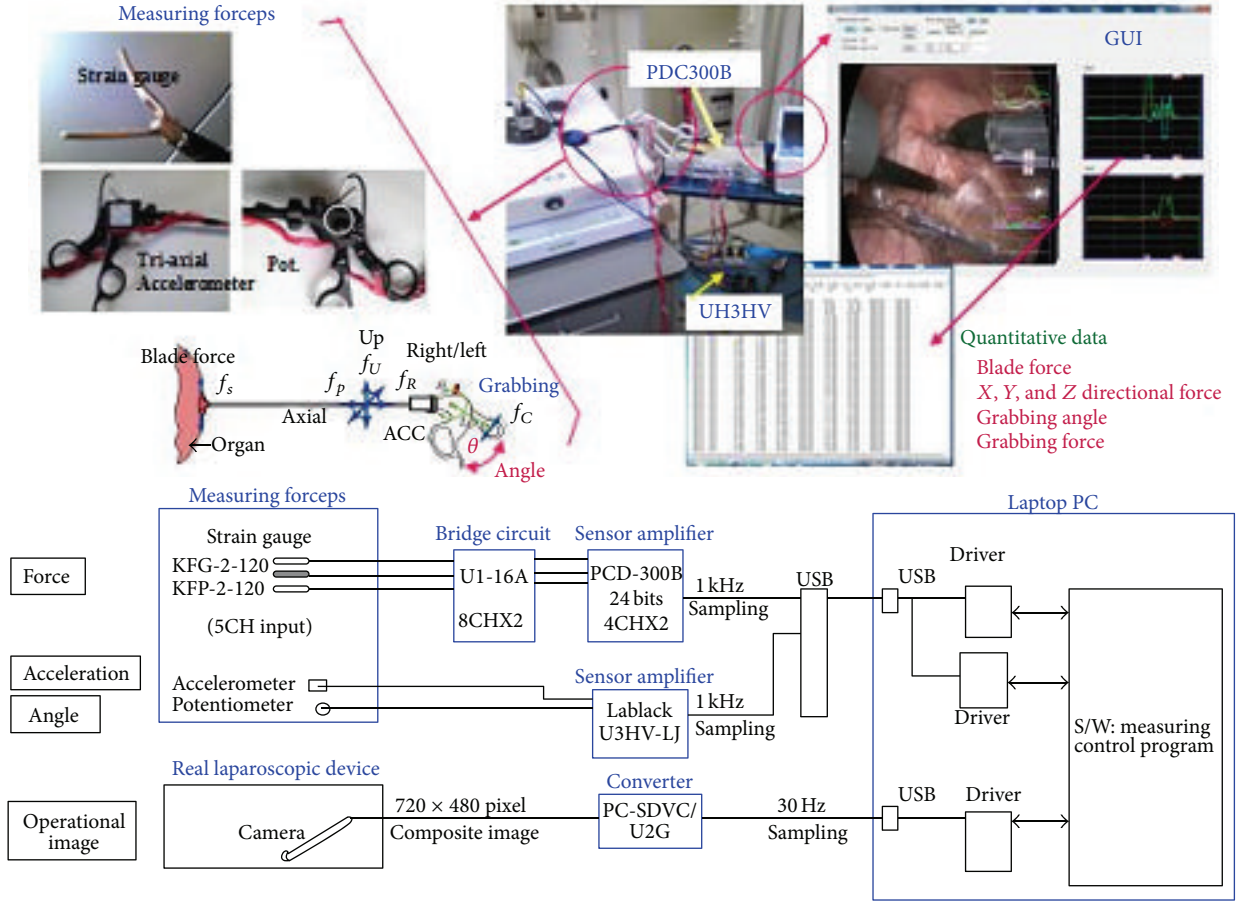 Measuring forceps
Strain gauge
Tri-axial
Accelerometer
Pot.
PDC300B
UH3HV
GUI
Quantitative data
Blade force
X, Y, and Z directional force
Grabbing angle
Grabbing force
Blade force
Up
Right/left
f_s
f_p
f_U
f_R
Grabbing
f_C
Axial
ACC
Organ
θ
Angle
Measuring forceps
Strain gauge
KFG-2-120
KFP-2-120
(5CH input)
Force
Bridge circuit
U1-16A
8CHX2
Sensor amplifier
PCD-300B
24 bits
4CHX2
1 kHz
Sampling
USB
Laptop PC
USB
Driver
Driver
S/W: measuring
control program
Acceleration
Angle
Accelerometer
Potentiometer
Sensor amplifier
Lablack
U3HV-LJ
1 kHz
Sampling
Real laparoscopic device
Operational
image
Camera
720 × 480 pixel
Composite image
Converter
PC-SDVC/
U2G
30 Hz
Sampling
USB
Driver